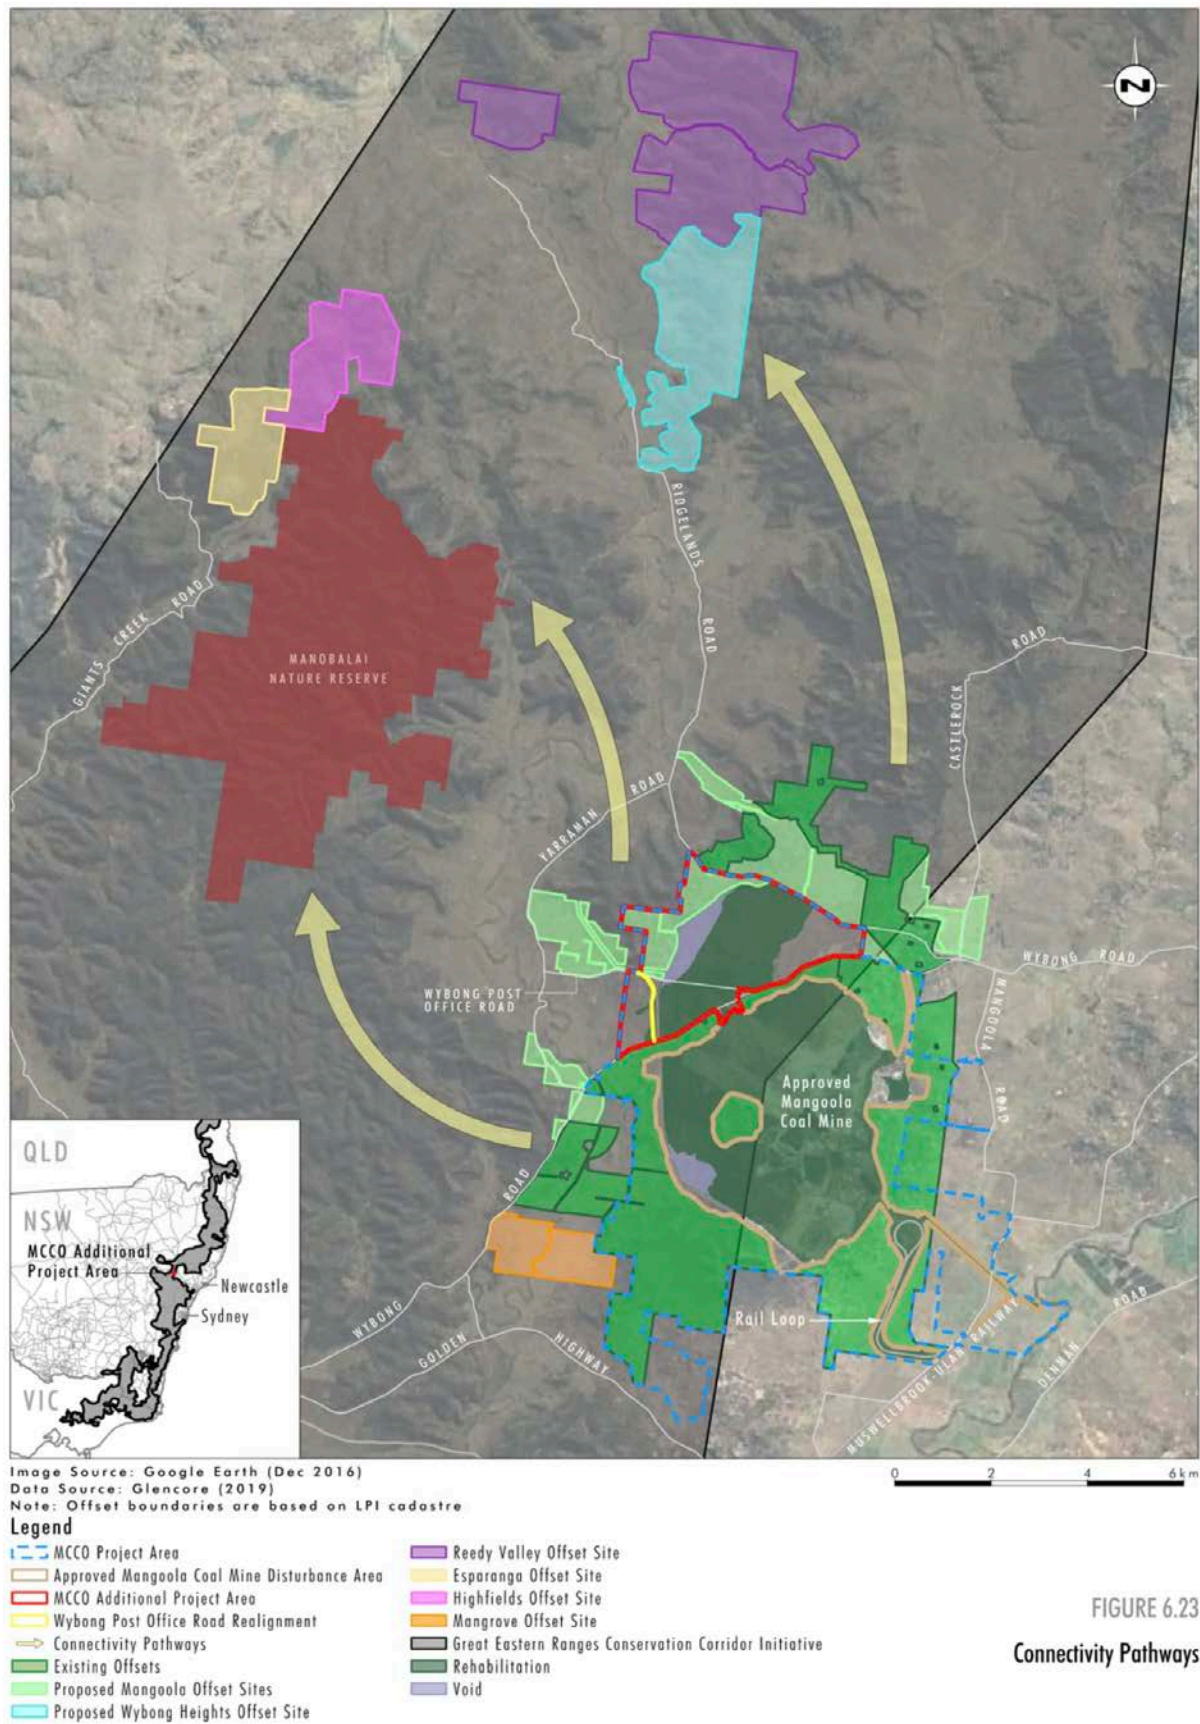 N
RIDGELANDS
ROAD
GIANTS CREEK ROAD
MANOBALAI
NATURE RESERVE
ROAD
CASTLEROCK
YARRAMAN ROAD
WYBONG POST
OFFICE ROAD
WYBONG ROAD
MANGOOLA
ROAD
Approved
Mangoola
Coal Mine
ROAD
WYBONG
GOLDEN
HIGHWAY
Rail Loop
MUSWELLBROOK-ULAN RAILWAY
DENMAN
ROAD
QLD
NSW
MCCO Additional
Project Area
Newcastle
Sydney
VIC
Image Source: Google Earth (Dec 2016)
Data Source: Glencore (2019)
Note: Offset boundaries are based on LPI cadastre
0 2 4 6km
Legend
MCCO Project Area
Approved Mangoola Coal Mine Disturbance Area
MCCO Additional Project Area
Wybong Post Office Road Realignment
Connectivity Pathways
Existing Offsets
Proposed Mangoola Offset Sites
Proposed Wybong Heights Offset Site
Reedy Valley Offset Site
Esparanga Offset Site
Highfields Offset Site
Mangrove Offset Site
Great Eastern Ranges Conservation Corridor Initiative
Rehabilitation
Void
FIGURE 6.23
Connectivity Pathways